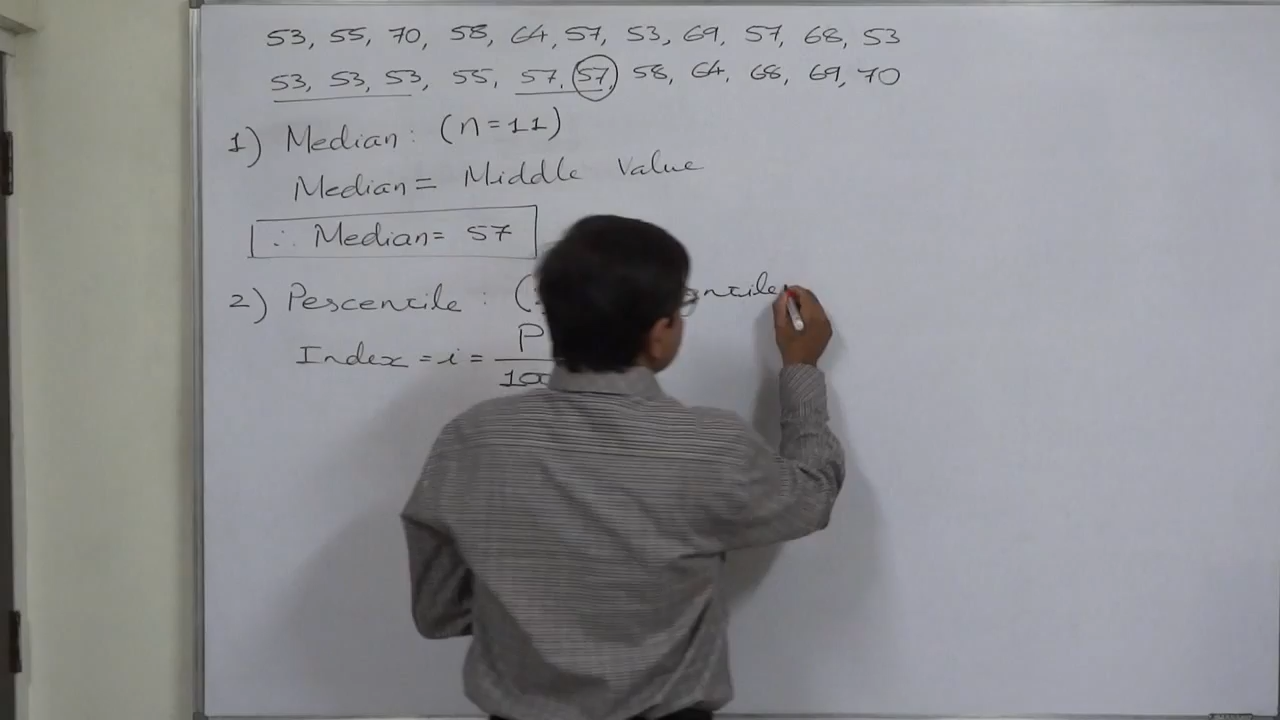 53, 55, 70, 58, 64, 57, 53, 69, 57, 68, 53
53, 53, 53, 55, 57, 57, 58, 64, 68, 69, 70
1) Median: (n=11)
Median = Middle Value
∴ Median = 57
2) Percentile : (
Index = i = P